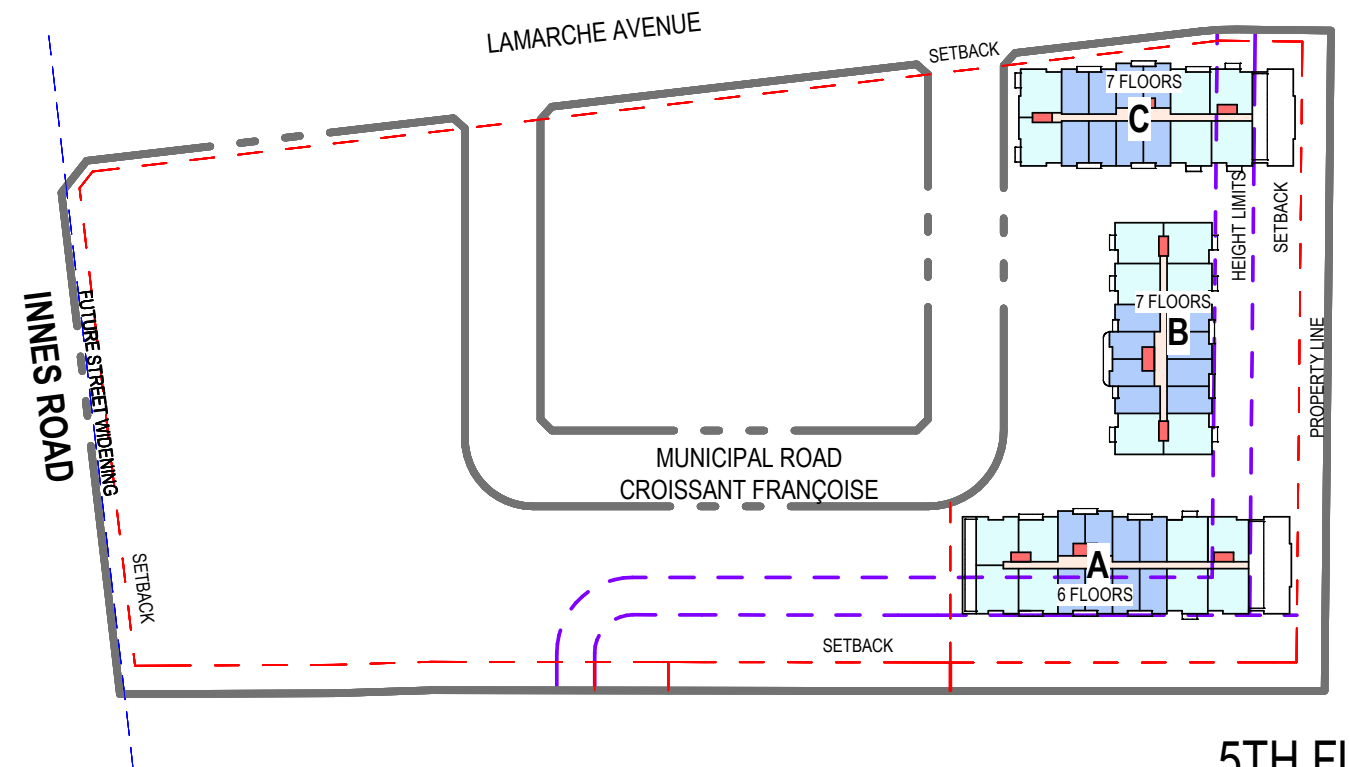 LAMARCHE AVENUE
SETBACK
7 FLOORS
C
HEIGHT LIMITS
SETBACK
7 FLOORS
B
PROPERTY LINE
INNES ROAD
FUTURE STREET WIDENING
MUNICIPAL ROAD
CROISSANT FRANÇOISE
A
6 FLOORS
SETBACK
SETBACK
5TH